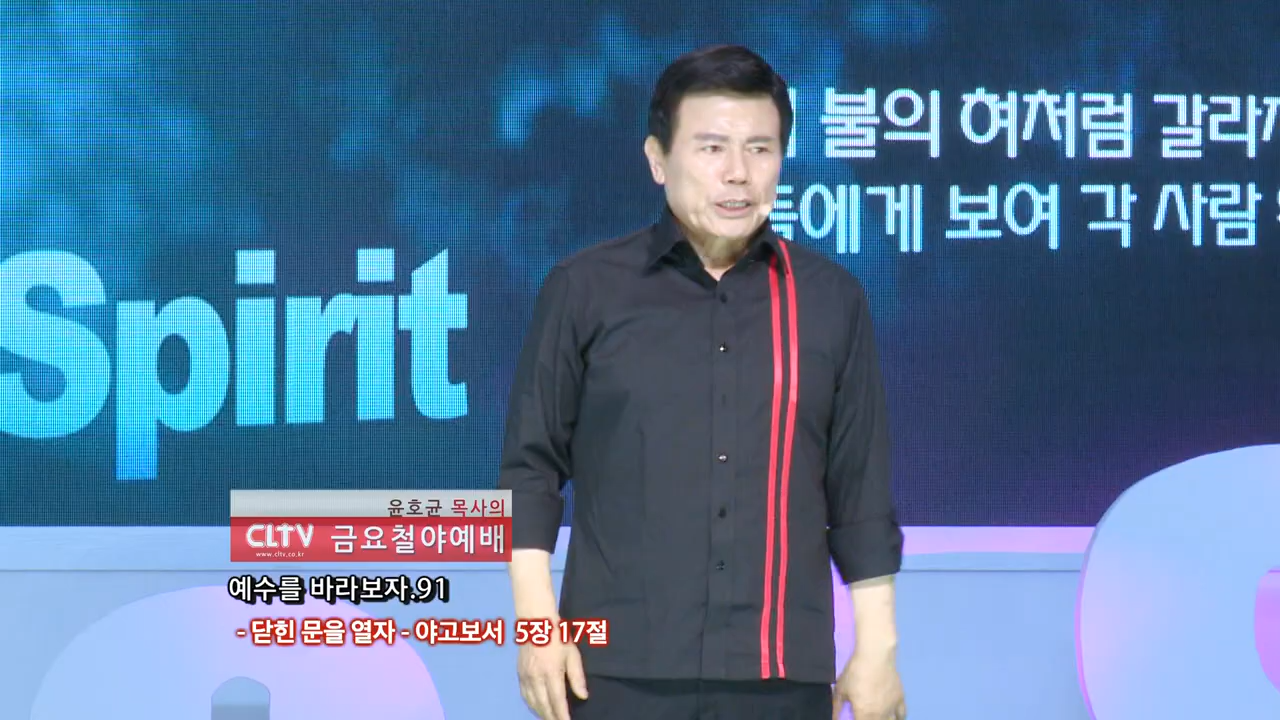 불의 혀처럼 갈라
에게 보여 각 사람
Spirit
윤호균 목사의
CLTV 금요철야예배
www.cltv.co.kr
예수를 바라보자.91
- 닫힌 문을 열자 - 야고보서 5장 17절